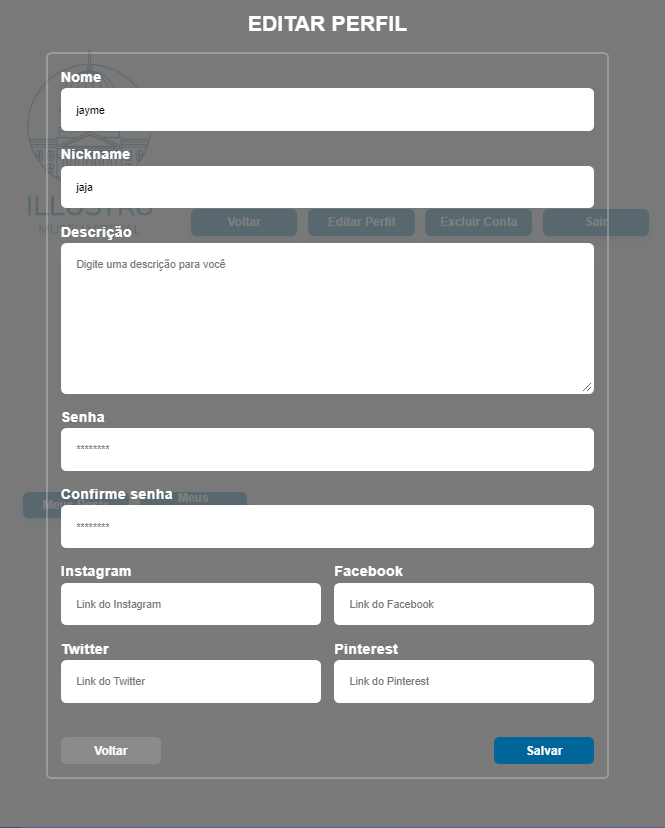 EDITAR PERFIL
Nome
jayme
Nickname
jaja
ILLUSTRO
Voltar Editar Perfil Excluir Conta Sair
Descrição
Digite uma descrição para você
Senha
********
Confirme senha
Meus Posts Meus
********
Instagram Facebook
Link do Instagram Link do Facebook
Twitter Pinterest
Link do Twitter Link do Pinterest
Voltar Salvar